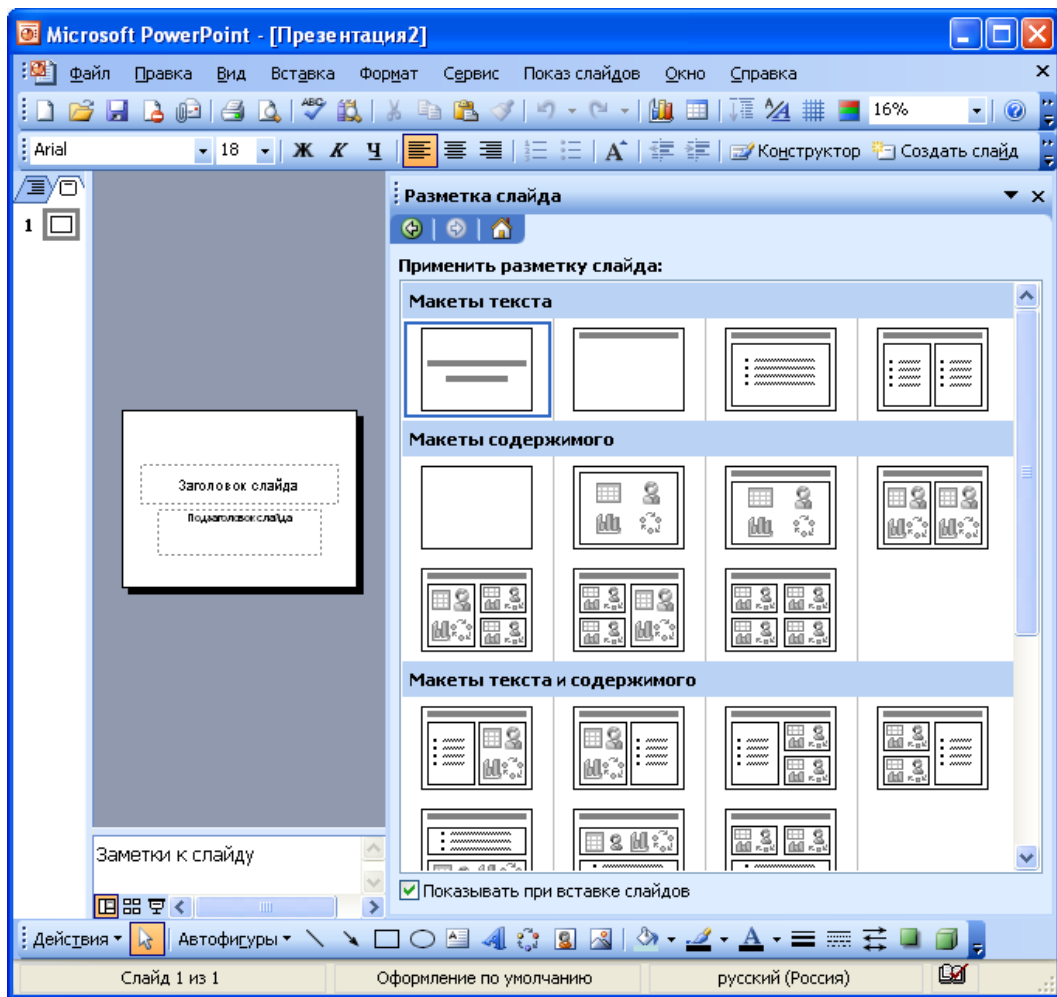 Microsoft PowerPoint - [Презентация2]
Файл Правка Вид Вставка Формат Сервис Показ слайдов Окно Справка
ABC 16%
Arial 18 Ж К Ч Конструктор Создать слайд
Разметка слайда
1
Применить разметку слайда:
Макеты текста
Макеты содержимого
Заголовок слайда
Подзаголовок слайда
Макеты текста и содержимого
Заметки к слайду
Показывать при вставке слайдов
Действия Автофигуры
Слайд 1 из 1 Оформление по умолчанию русский (Россия)